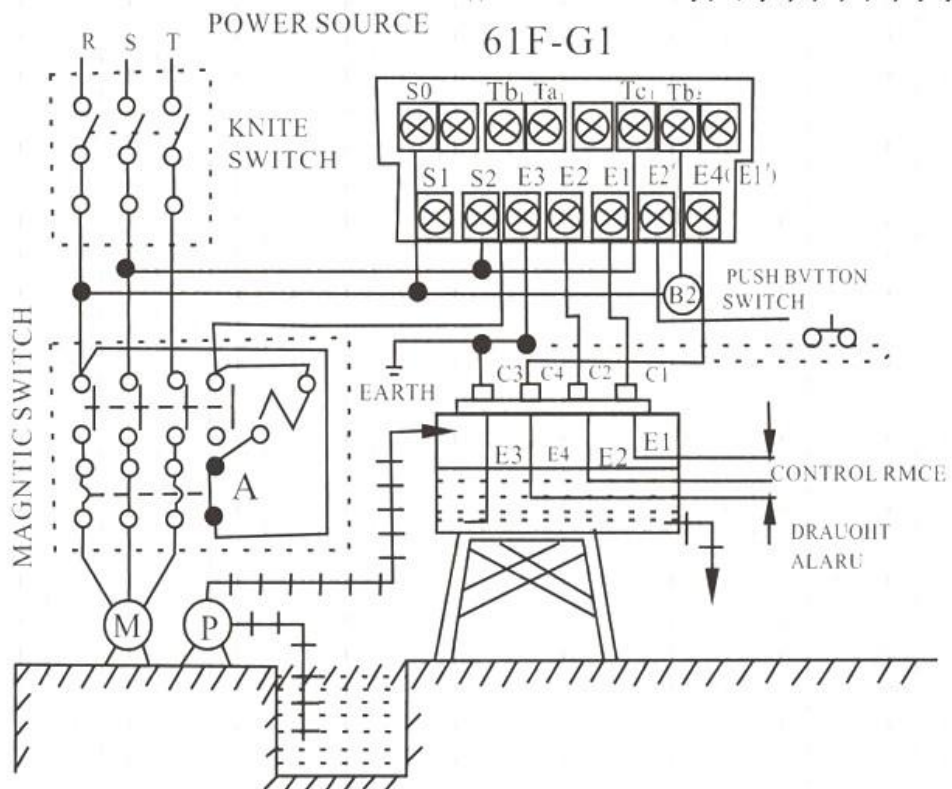 POWER SOURCE
R S T
61F-G1
KNITE
SWITCH
S0 Tb1 Ta1 Tc1 Tb2
S1 S2 E3 E2 E1 E2' E4(E1')
B2
PUSH BVTTON
SWITCH
MAGNTIC SWITCH
EARTH
C3 C4 C2 C1
A
E3 E4 E2 E1
CONTROL RMCE
DRAUOHT
ALARU
M P